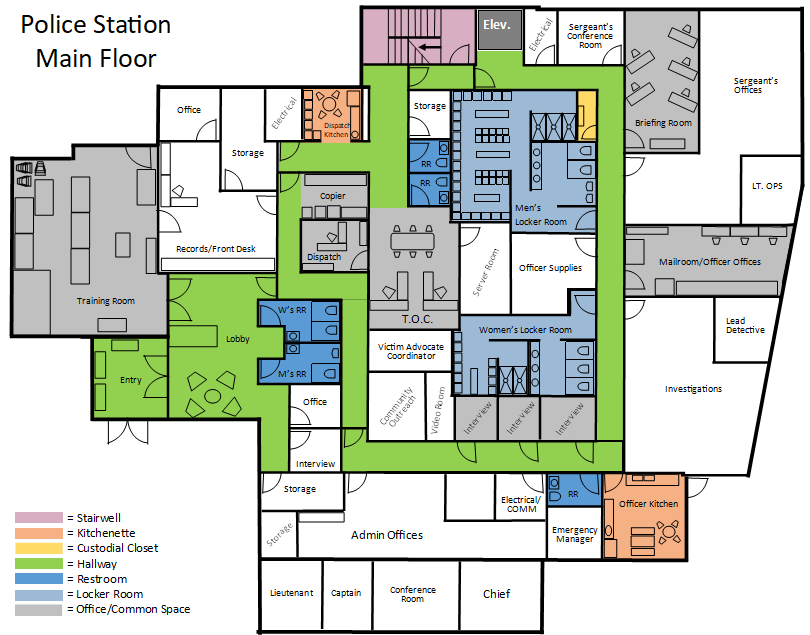 Police Station
Main Floor
Elev.
Electrical
Sergeant's
Conference
Room
Sergeant's
Offices
Briefing Room
LT. OPS
Office
Electrical
Storage
Dispatch
Kitchen
Storage
RR
RR
Men's
Locker Room
Copier
Dispatch
Records/Front Desk
Training Room
Server Room
Officer Supplies
Mailroom/Officer Offices
T.O.C.
W's RR
M's RR
Lobby
Entry
Women's Locker Room
Victim Advocate
Coordinator
Lead
Detective
Investigations
Community
Outreach
Video Room
Interview
Interview
Interview
Office
Interview
Storage
Storage
Admin Offices
Electrical/
COMM
RR
Officer Kitchen
Emergency
Manager
Lieutenant
Captain
Conference
Room
Chief
= Stairwell
= Kitchenette
= Custodial Closet
= Hallway
= Restroom
= Locker Room
= Office/Common Space